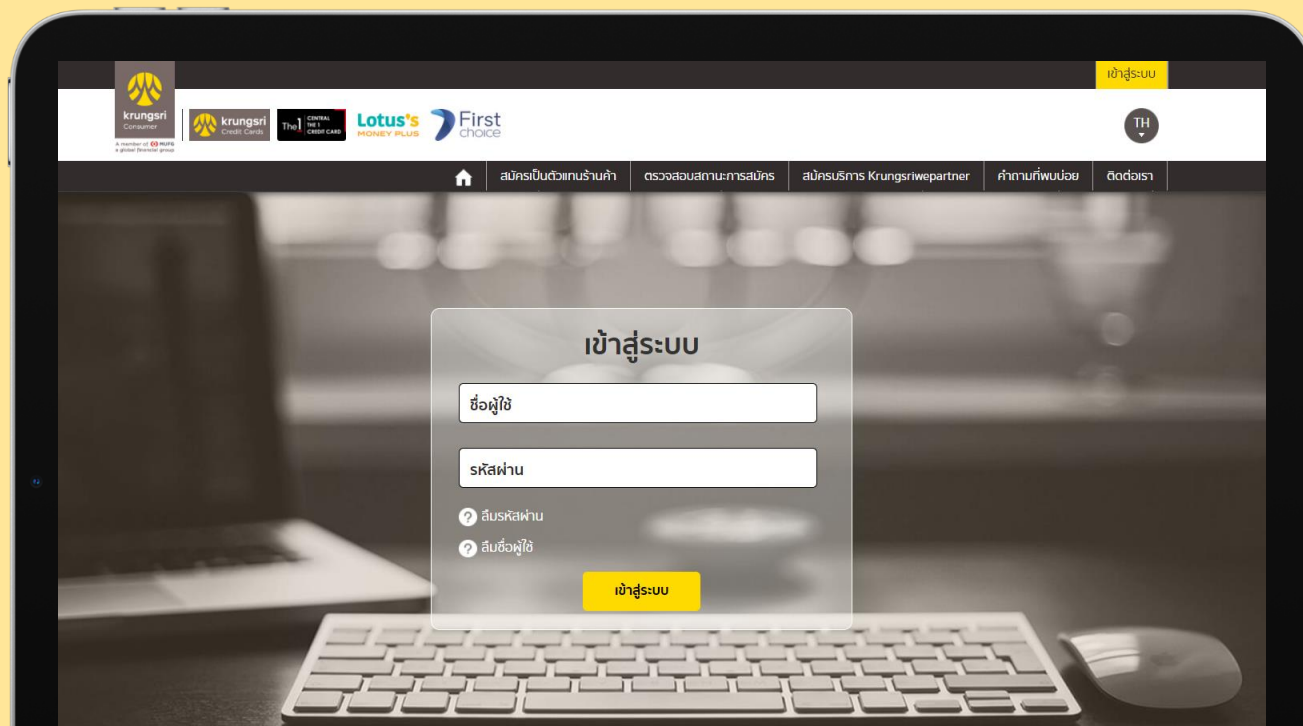 เข้าสู่ระบบ
krungsri
Consumer
A member of MUFG
a global financial group
krungsri
Credit Cards
The1
CENTRAL
THE 1
CREDIT CARD
Lotus's
MONEY PLUS
First
choice
TH
สมัครเป็นตัวแทนร้านค้า
ตรวจสอบสถานะการสมัคร
สมัครบริการ Krungsriwepartner
คำถามที่พบบ่อย
ติดต่อเรา
เข้าสู่ระบบ
ชื่อผู้ใช้
รหัสผ่าน
? ลืมรหัสผ่าน
? ลืมชื่อผู้ใช้
เข้าสู่ระบบ